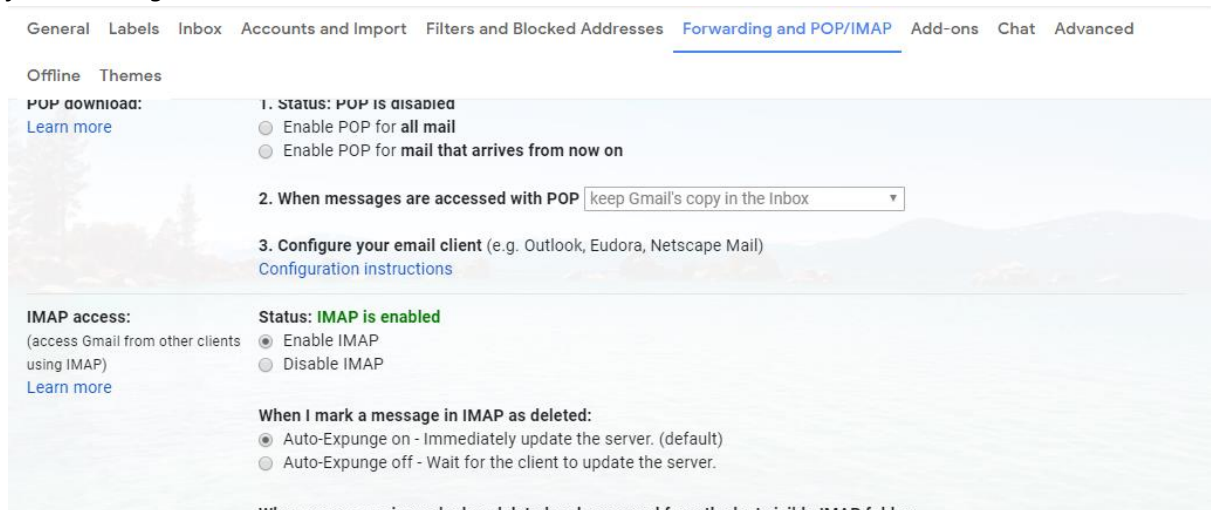 General Labels Inbox Accounts and Import Filters and Blocked Addresses Forwarding and POP/IMAP Add-ons Chat Advanced
Offline Themes
POP download:
Learn more
1. Status: POP is disabled
Enable POP for all mail
Enable POP for mail that arrives from now on
2. When messages are accessed with POP keep Gmail's copy in the Inbox
3. Configure your email client (e.g. Outlook, Eudora, Netscape Mail)
Configuration instructions
IMAP access:
(access Gmail from other clients
using IMAP)
Learn more
Status: IMAP is enabled
Enable IMAP
Disable IMAP
When I mark a message in IMAP as deleted:
Auto-Expunge on - Immediately update the server. (default)
Auto-Expunge off - Wait for the client to update the server.